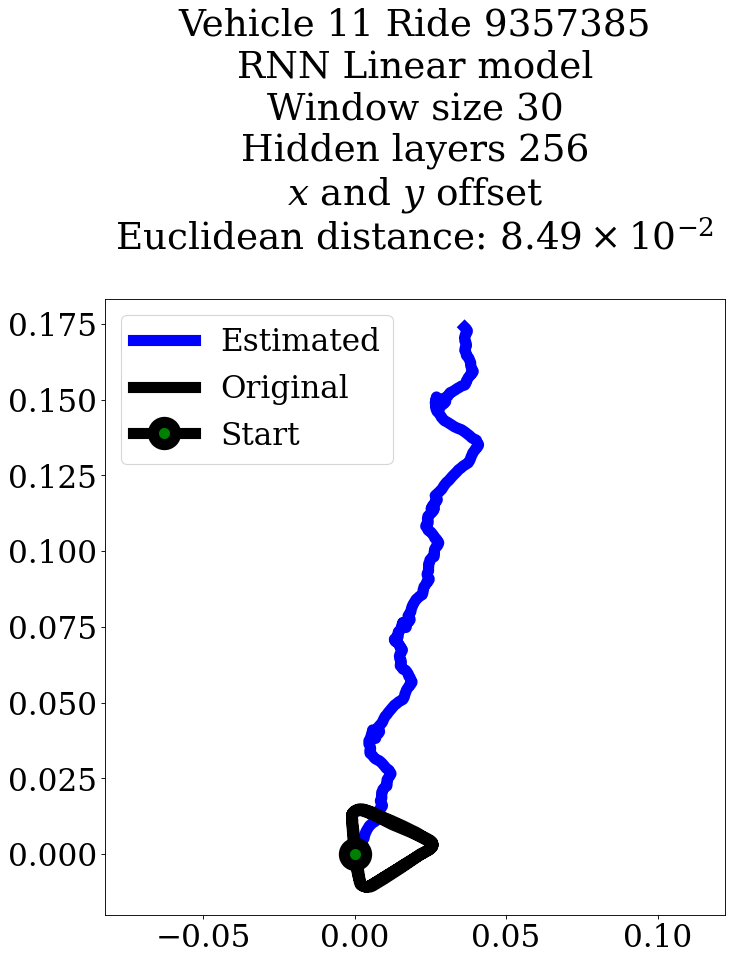 Vehicle 11 Ride 9357385
RNN Linear model
Window size 30
Hidden layers 256
x and y offset
Euclidean distance: 8.49 × 10⁻²
Estimated
Original
Start
0.175
0.150
0.125
0.100
0.075
0.050
0.025
0.000
−0.05 0.00 0.05 0.10